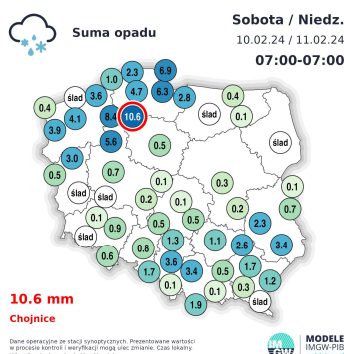 Suma opadu
Sobota / Niedz.
10.02.24 / 11.02.24
07:00-07:00
1.0 2.3 6.9
ślad 3.6 4.7 6.3 2.8 0.4
0.4 4.1 8.4 10.6 ślad 0.1
3.9 5.6 0.5
3.0
0.5 0.7 0.1 0.3 0.1
ślad ślad 0.2 0.1 0.2 0.7
0.1 0.9 0.5 0.5 2.3
ślad 1.3 1.1 2.6 3.4
0.6 0.8 3.6 0.5 1.7
1.7 3.4 1.2
0.1 0.1 0.3
1.9 ślad
10.6 mm
Chojnice
Dane operacyjne ze stacji synoptycznych. Prezentowane wartości
w procesie kontroli i weryfikacji mogą ulec zmianie. Czas lokalny.
IM
GW
MODELE
IMGW-PIB